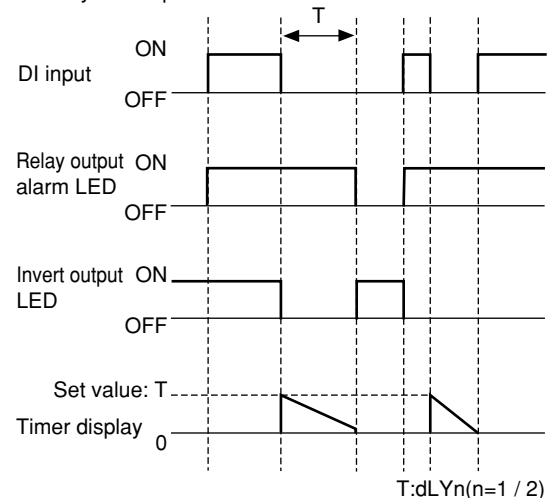 T
ON
DI input
OFF
Relay output ON
alarm LED
OFF
Invert output ON
LED
OFF
Set value: T
Timer display
0
T:dLYn(n=1 / 2)